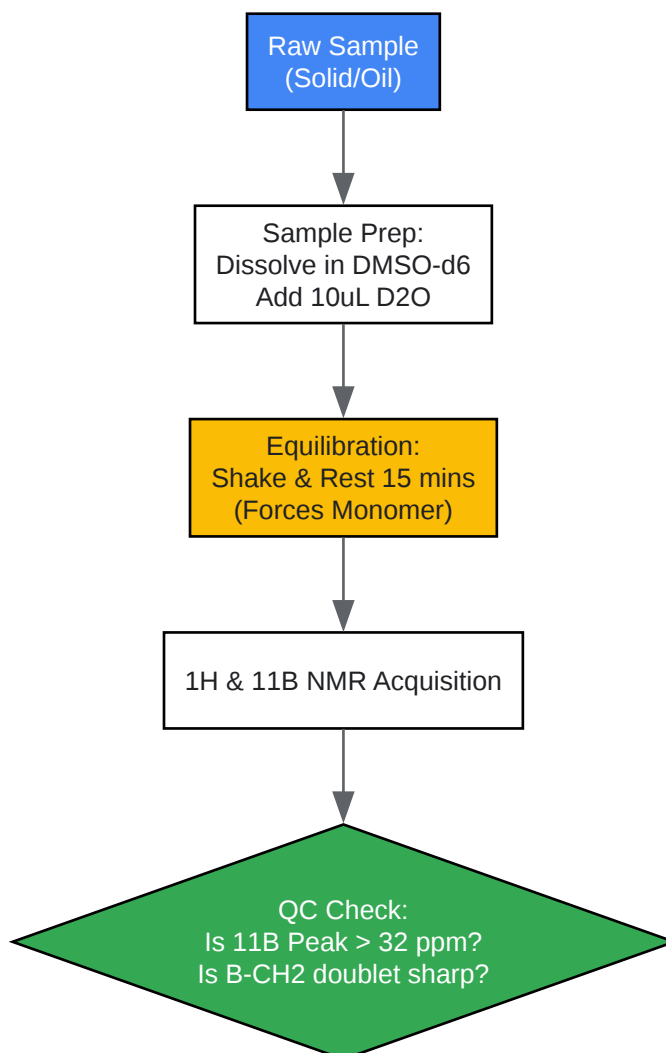 Raw Sample
(Solid/Oil)
Sample Prep:
Dissolve in DMSO-d6
Add 10uL D2O
Equilibration:
Shake & Rest 15 mins
(Forces Monomer)
1H & 11B NMR Acquisition
QC Check:
Is 11B Peak > 32 ppm?
Is B-CH2 doublet sharp?